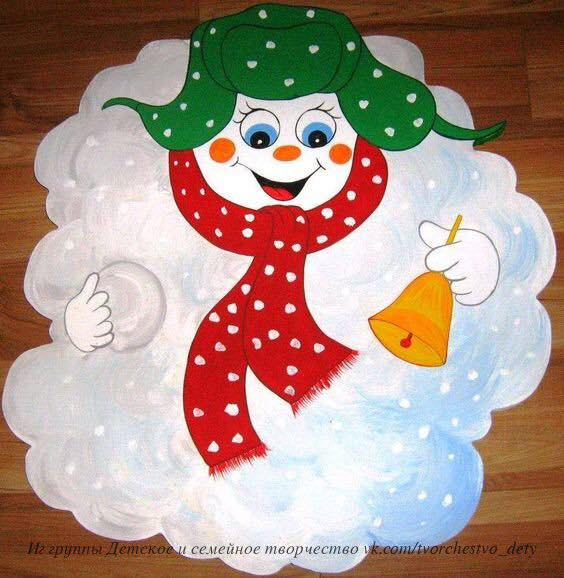 Из группы Детское и семейное творчество vk.com/tvorchestvo_dety